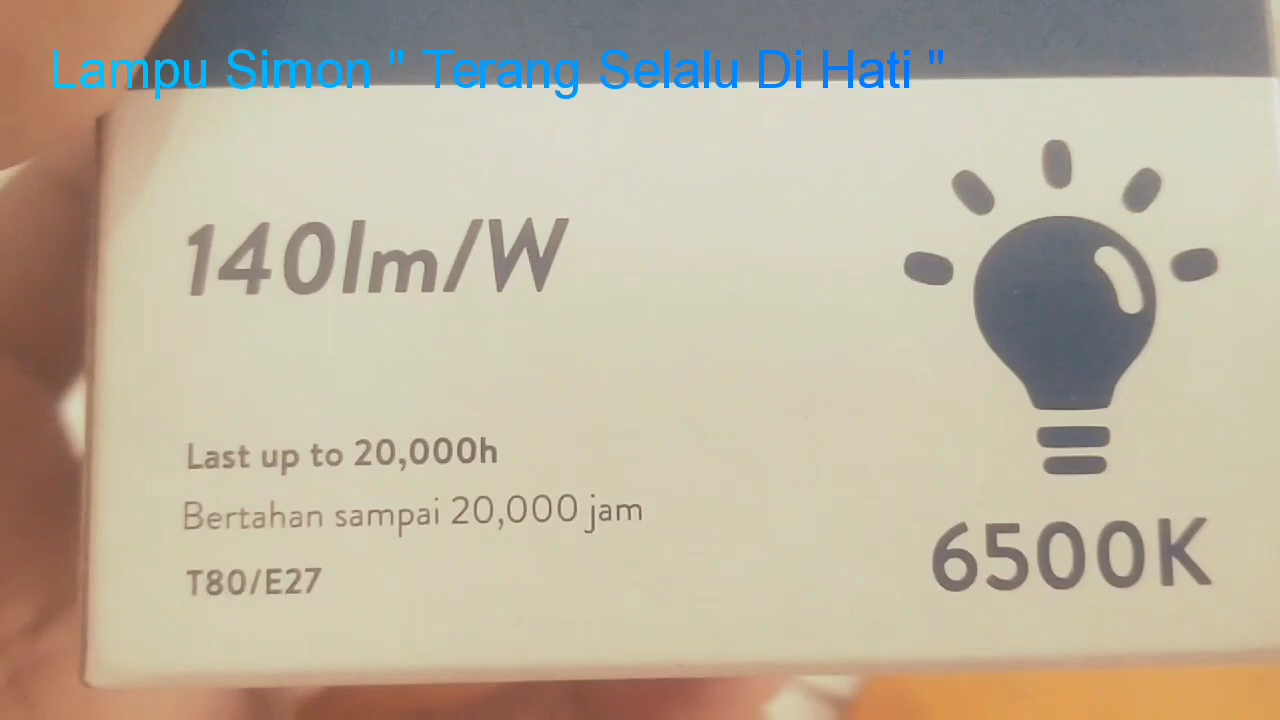 Lampu Simon " Terang Selalu Di Hati "
140lm/W
Last up to 20,000h
Bertahan sampai 20,000 jam
T80/E27
6500K